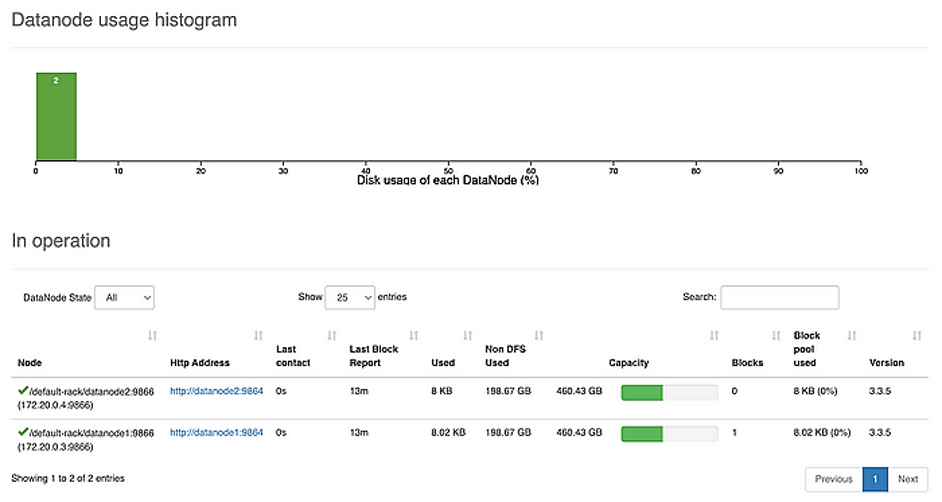 Datanode usage histogram
2
0 10 20 30 40 50 60 70 80 90 100
Disk usage of each DataNode (%)
In operation
DataNode State All Show 25 entries Search:
Node Http Address Last contact Last Block Report Used Non DFS Used Capacity Blocks Block pool used Version
/default-rack/datanode2:9866 http://datanode2:9864 0s 13m 8 KB 198.67 GB 460.43 GB 0 8 KB (0%) 3.3.5
(172.20.0.4:9866)
/default-rack/datanode1:9866 http://datanode1:9864 0s 13m 8.02 KB 198.67 GB 460.43 GB 1 8.02 KB (0%) 3.3.5
(172.20.0.3:9866)
Showing 1 to 2 of 2 entries Previous 1 Next